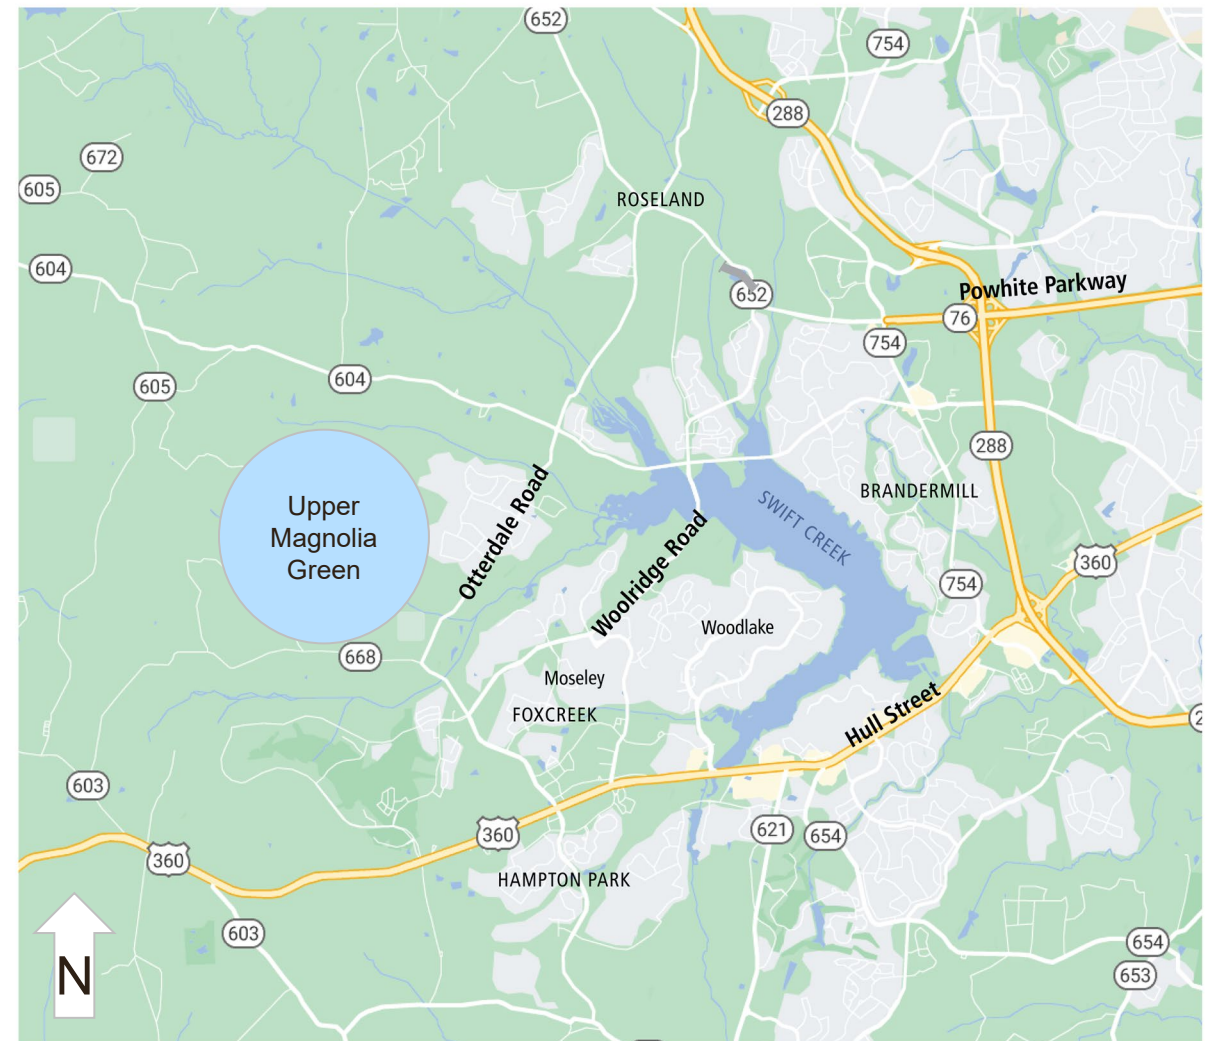 652
754
288
672
605
ROSELAND
604
652
Powhite Parkway
76
754
604
605
288
Otterdale Road
BRANDERMILL
SWIFT CREEK
Upper
Magnolia
Green
Woolridge Road
360
754
Woodlake
668
Moseley
FOXCREEK
Hull Street
2
603
360
621
654
360
HAMPTON PARK
603
654
653
N